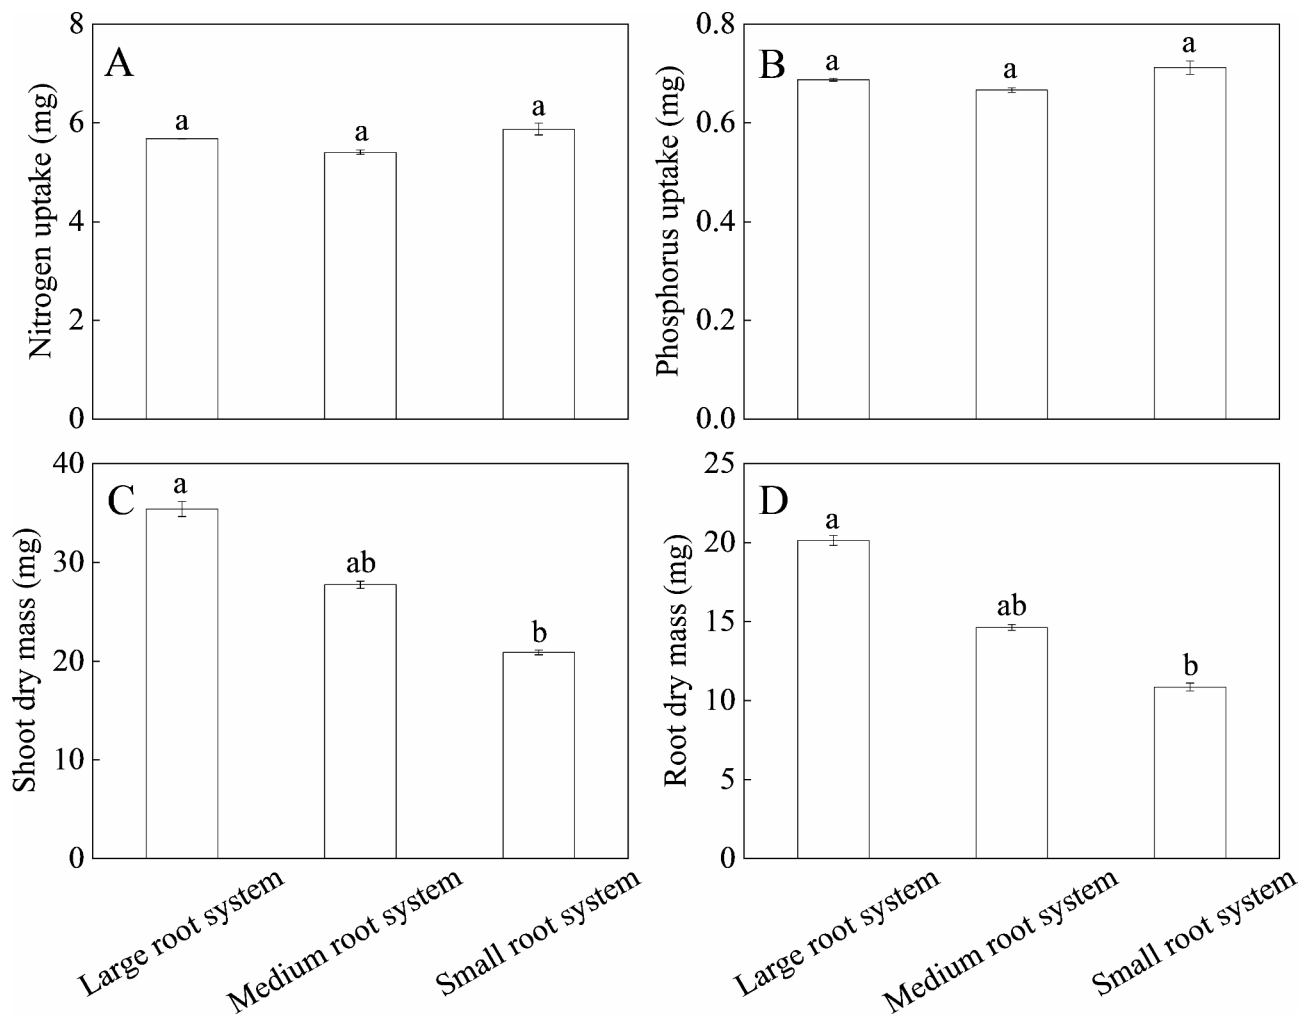 A
Nitrogen uptake (mg)
8
6
4
2
0
a
a
a
B
Phosphorus uptake (mg)
0.8
0.6
0.4
0.2
0.0
a
a
a
C
Shoot dry mass (mg)
40
30
20
10
0
a
ab
b
Large root system
Medium root system
Small root system
D
Root dry mass (mg)
25
20
15
10
5
0
a
ab
b
Large root system
Medium root system
Small root system